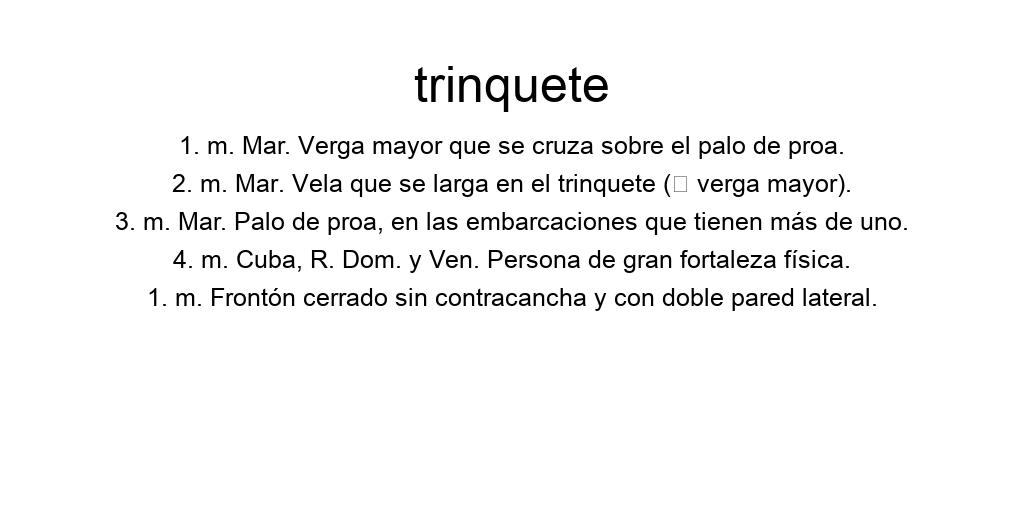 trinquete
1. m. Mar. Verga mayor que se cruza sobre el palo de proa.
2. m. Mar. Vela que se larga en el trinquete (▯ verga mayor).
3. m. Mar. Palo de proa, en las embarcaciones que tienen más de uno.
4. m. Cuba, R. Dom. y Ven. Persona de gran fortaleza física.
1. m. Frontón cerrado sin contracancha y con doble pared lateral.